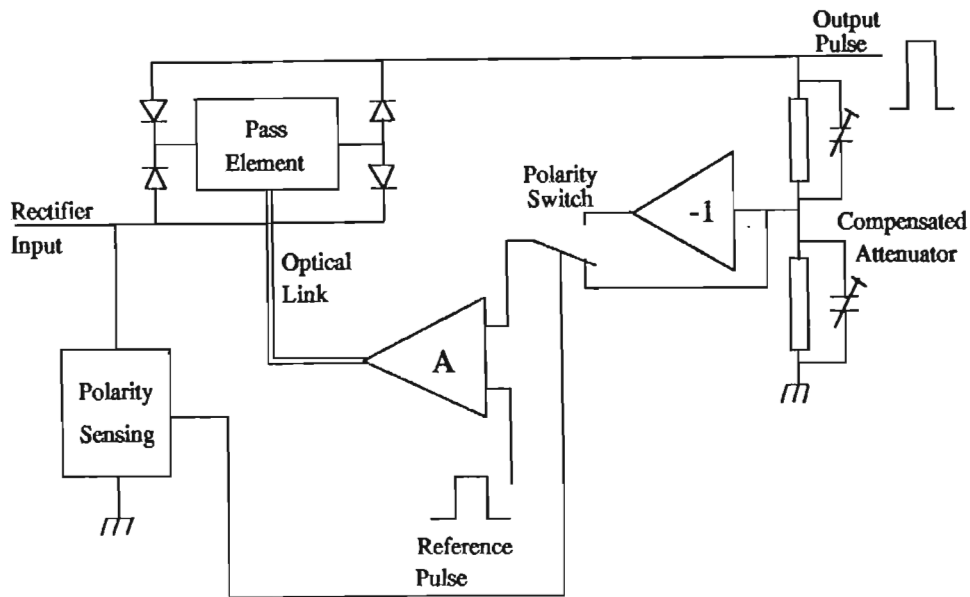 Output
Pulse
Pass
Element
Polarity
Switch
-1
Rectifier
Input
Compensated
Attenuator
Optical
Link
A
Polarity
Sensing
Reference
Pulse